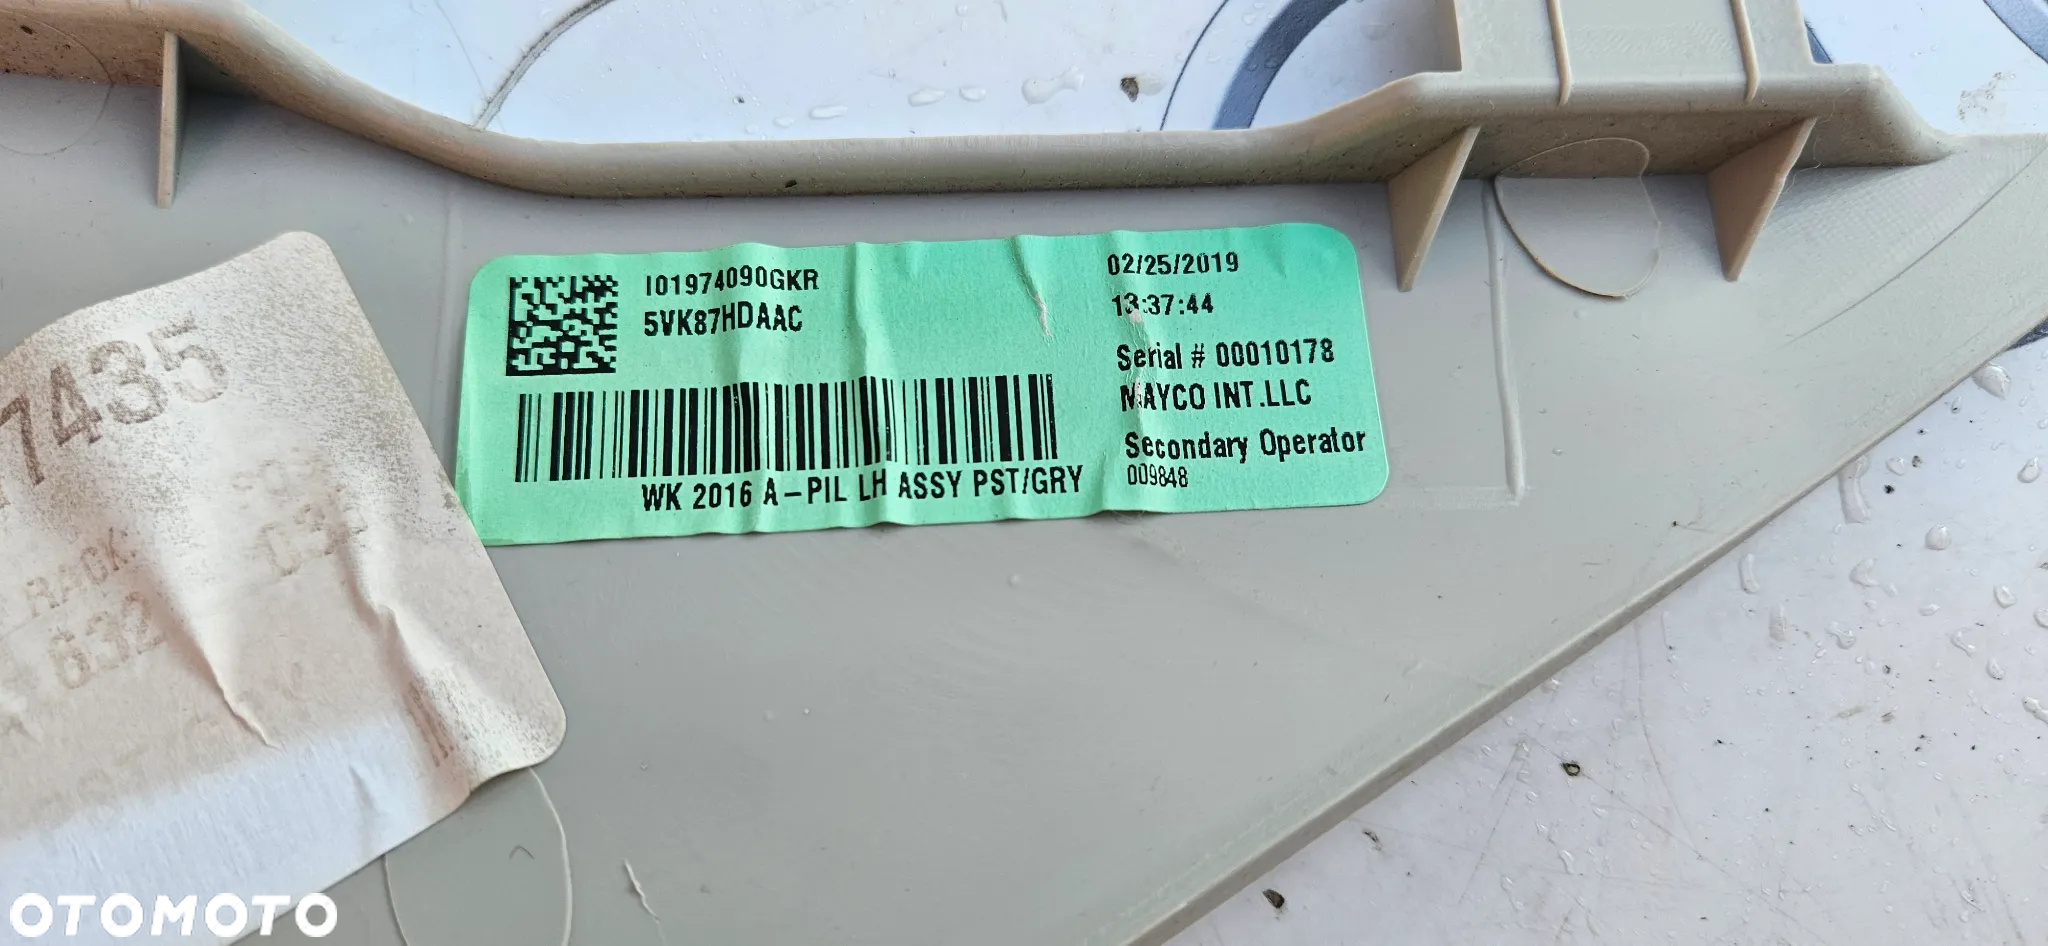 I01974090GKR
5VK87HDAAC
WK 2016 A-PIL LH ASSY PST/GRY
02/25/2019
13:37:44
Serial # 00010178
MAYCO INT.LLC
Secondary Operator
009848
7435
RACK
632
OTOMOTO